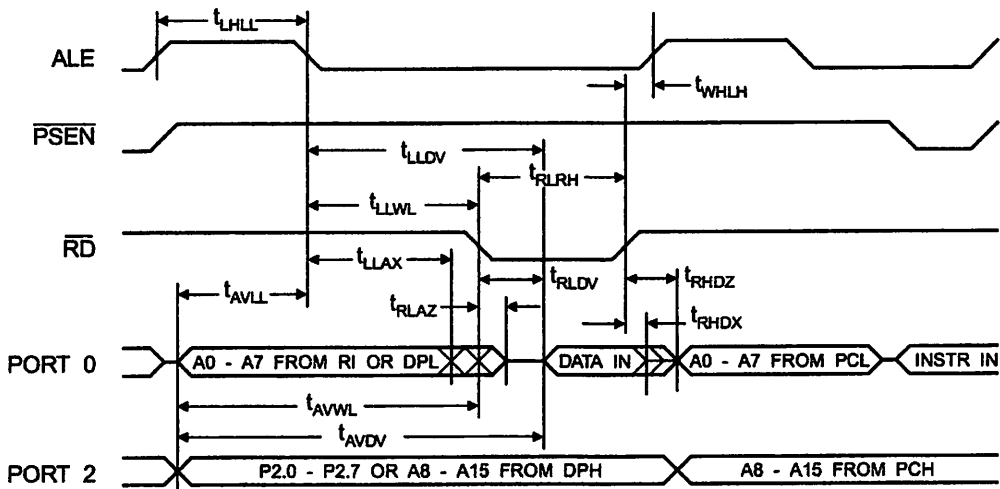 tLHLL
ALE
tWHLH
PSEN
tLLDV
tRLRH
tLLWL
RD
tLLAX
tRLDV
tRHDZ
tAVLL
tRLAZ
tRHDX
PORT 0
A0 - A7 FROM RI OR DPL
DATA IN
A0 - A7 FROM PCL
INSTR IN
tAVWL
tAVDV
PORT 2
P2.0 - P2.7 OR A8 - A15 FROM DPH
A8 - A15 FROM PCH